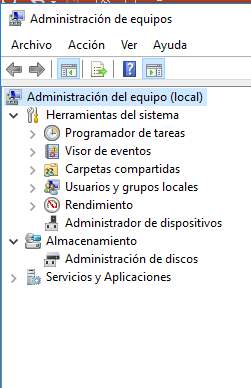 Administración de equipos
Archivo Acción Ver Ayuda
Administración del equipo (local)
Herramientas del sistema
Programador de tareas
Visor de eventos
Carpetas compartidas
Usuarios y grupos locales
Rendimiento
Administrador de dispositivos
Almacenamiento
Administración de discos
Servicios y Aplicaciones